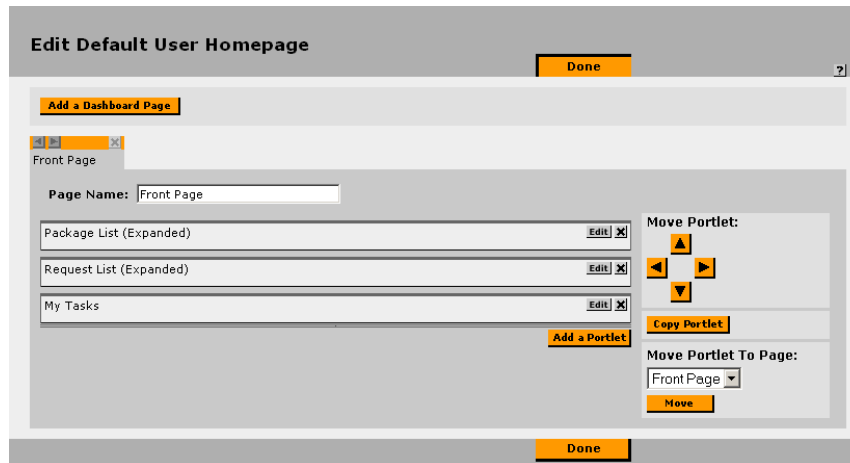 Edit Default User Homepage
Done
?
Add a Dashboard Page
Front Page
Page Name: Front Page
Package List (Expanded) Edit X
Request List (Expanded) Edit X
My Tasks Edit X
Add a Portlet
Move Portlet:
Copy Portlet
Move Portlet To Page:
Front Page
Move
Done